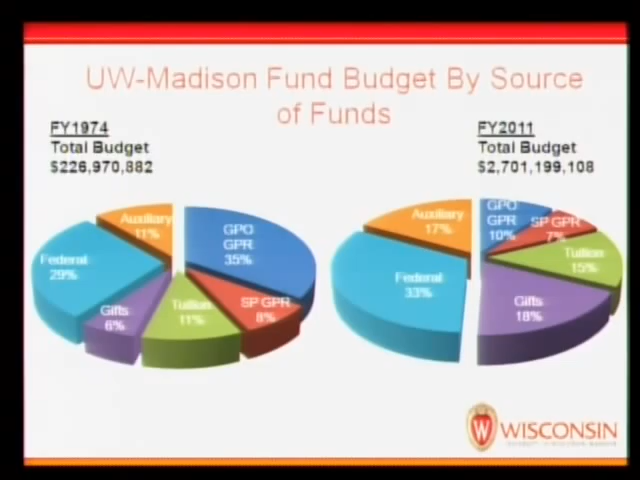 UW-Madison Fund Budget By Source
of Funds
FY1974
Total Budget
$226,970,882
FY2011
Total Budget
$2,701,199,108
Auxiliary
11%
GPO
GPR
35%
Federal
29%
Gifts
6%
Tuition
11%
SP GPR
8%
Auxiliary
17%
GPO
GPR
10%
SP GPR
7%
Tuition
15%
Federal
33%
Gifts
18%
W
WISCONSIN